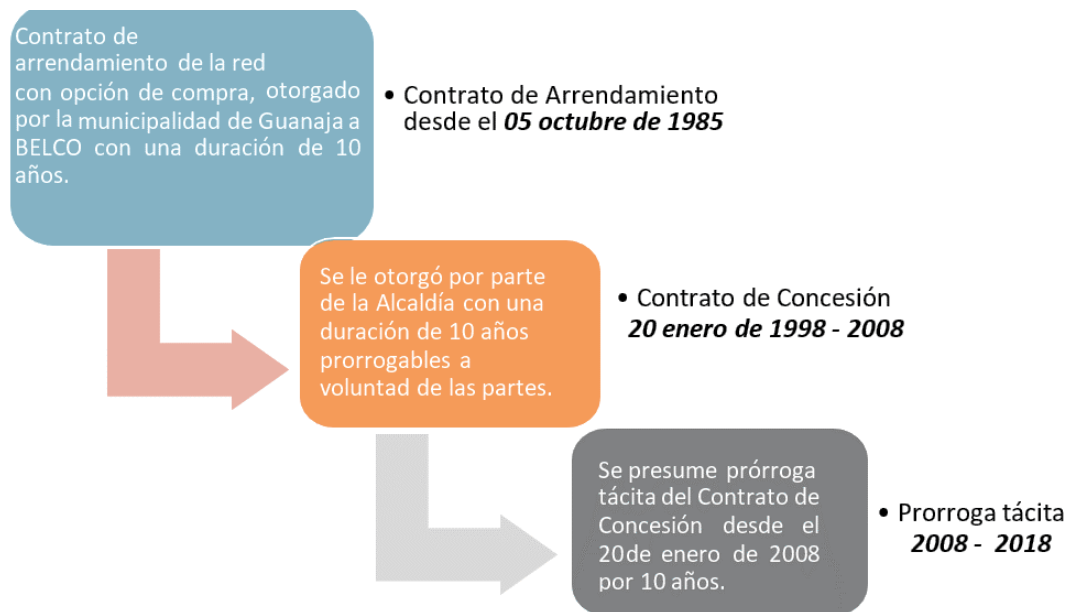 Contrato de
arrendamiento de la red
con opción de compra, otorgado
por la municipalidad de Guanaja a
BELCO con una duración de 10
años.
• Contrato de Arrendamiento
desde el 05 octubre de 1985
Se le otorgó por parte
de la Alcaldía con una
duración de 10 años
prorrogables a
voluntad de las partes.
• Contrato de Concesión
20 enero de 1998 - 2008
Se presume prórroga
tácita del Contrato de
Concesión desde el
20de enero de 2008
por 10 años.
• Prorroga tácita
2008 - 2018